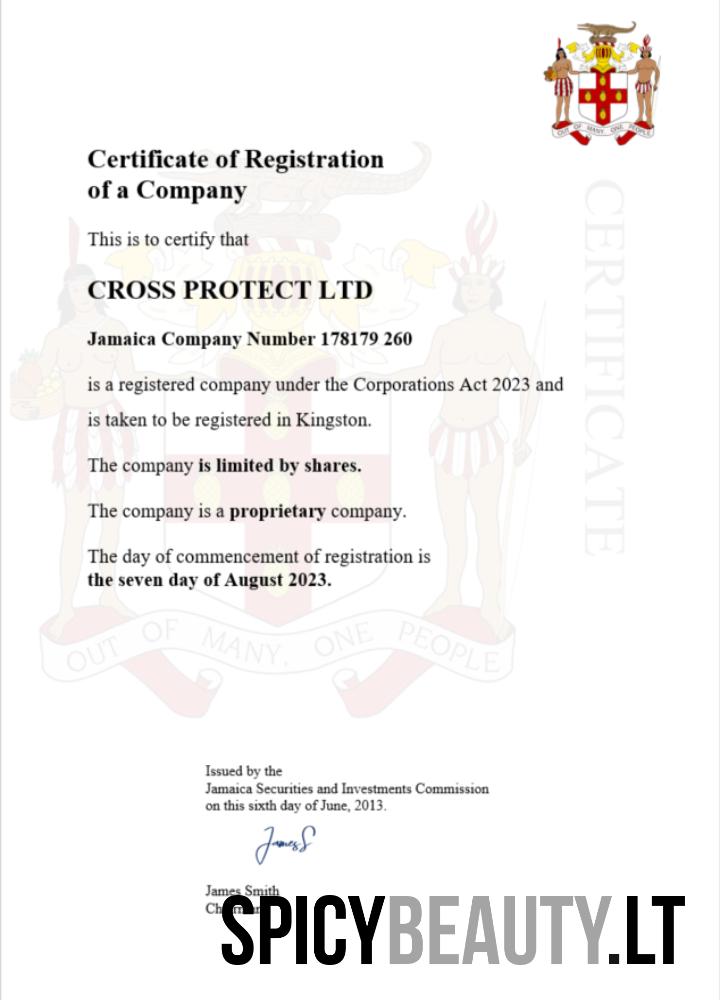 OUT OF MANY, ONE PEOPLE
Certificate of Registration
of a Company
This is to certify that
CROSS PROTECT LTD
Jamaica Company Number 178179 260
is a registered company under the Corporations Act 2023 and
is taken to be registered in Kingston.
The company is limited by shares.
The company is a proprietary company.
The day of commencement of registration is
the seven day of August 2023.
CERTIFICATE
OUT OF MANY, ONE PEOPLE
Issued by the
Jamaica Securities and Investments Commission
on this sixth day of June, 2013.
James S
James Smith
SPICYBEAUTY.LT